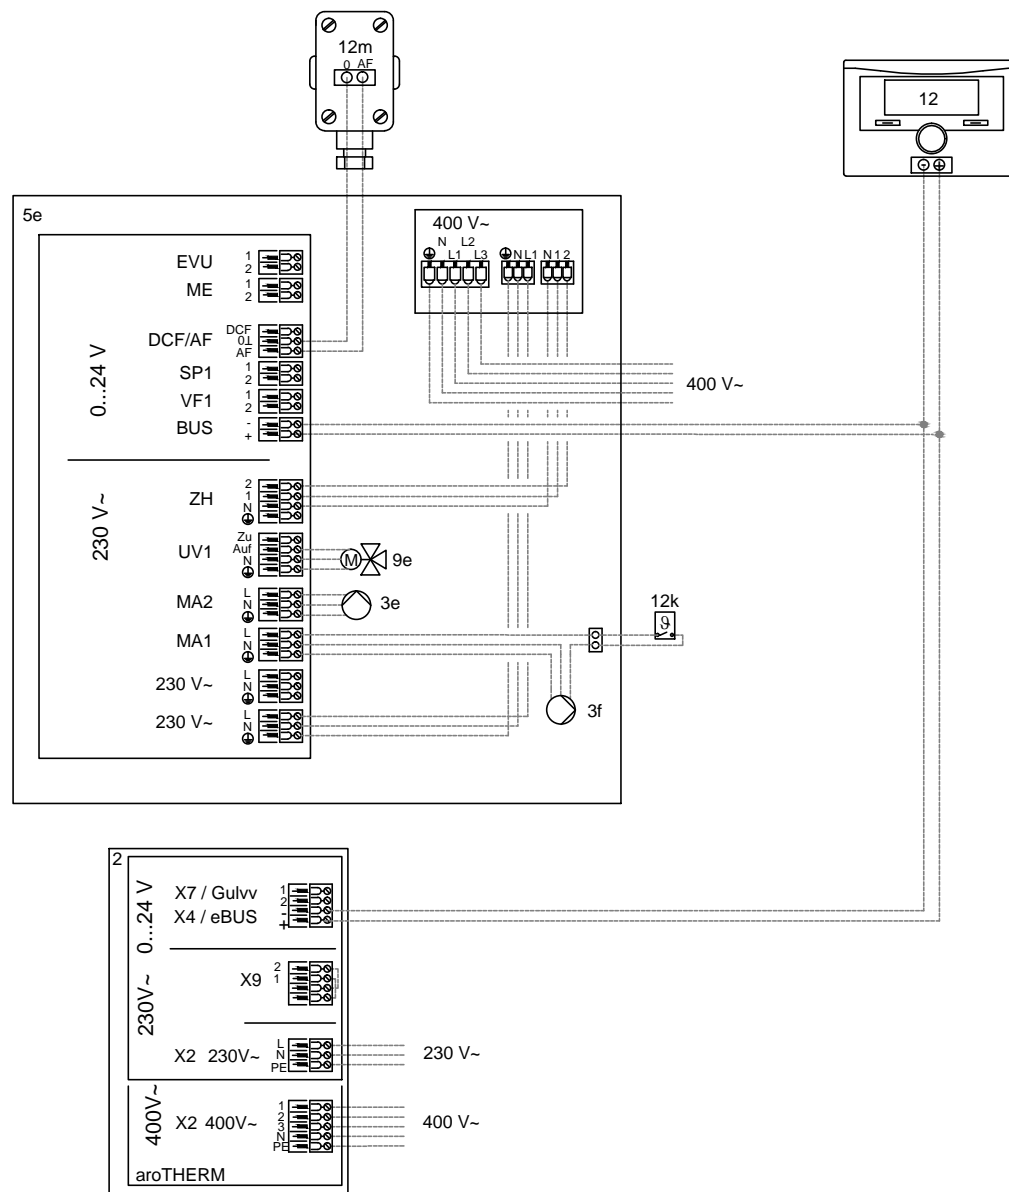 12m
0 AF
12
5e
400 V~
N L2
L1 L3
N L1 N 1 2
EVU 1
2
ME 1
2
DCF/AF DCF
0⊥
AF
SP1 1
2
VF1 1
2
BUS -
+
0...24 V
400 V~
230 V~
ZH 2
1
N
UV1 Zu
Auf
N
M 9e
MA2 L
N
3e
MA1 L
N
12k
ϑ
230 V~ L
N
230 V~ L
N
3f
2
0...24 V
X7 / Gulvv 1
2
X4 / eBUS -
+
230V~
X9 2
1
X2 230V~ L
N
PE
230 V~
400V~
X2 400V~ 1
2
3
N
PE
400 V~
aroTHERM